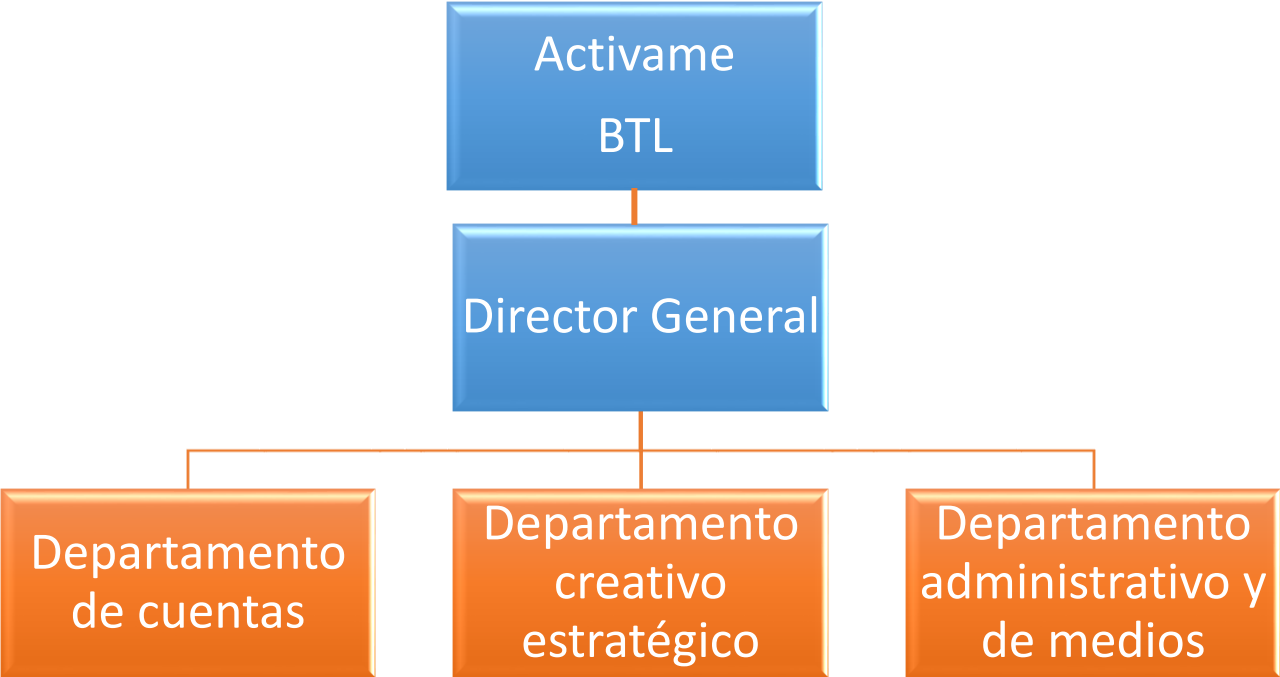 Activame
BTL
Director General
Departamento
de cuentas
Departamento
creativo
estratégico
Departamento
administrativo y
de medios